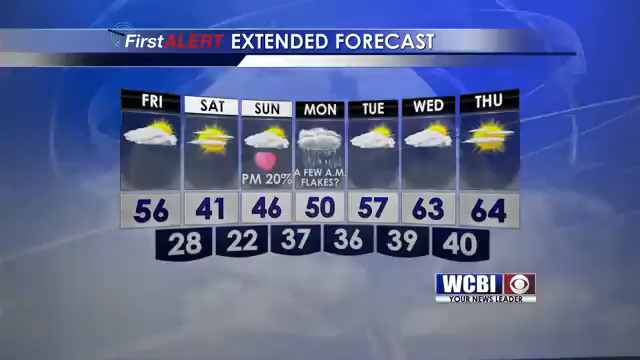 FirstALERT EXTENDED FORECAST
FRI SAT SUN MON TUE WED THU
PM 20%
A FEW A.M.
FLAKES?
56 41 46 50 57 63 64
28 22 37 36 39 40
WCBI
YOUR NEWS LEADER